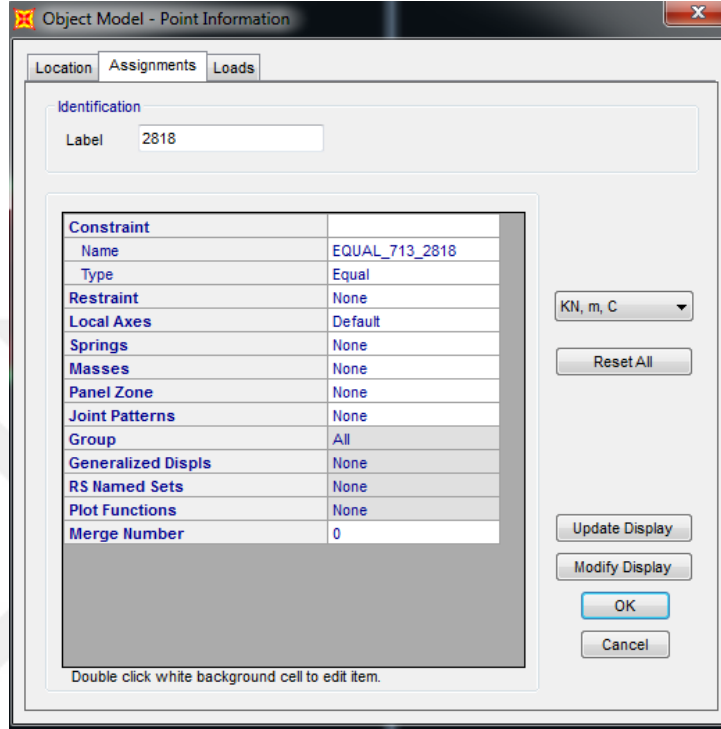 Object Model - Point Information
Location Assignments Loads
Identification
Label 2818
Constraint
Name EQUAL_713_2818
Type Equal
Restraint None
Local Axes Default
Springs None
Masses None
Panel Zone None
Joint Patterns None
Group All
Generalized Displs None
RS Named Sets None
Plot Functions None
Merge Number 0
Double click white background cell to edit item.
KN, m, C
Reset All
Update Display
Modify Display
OK
Cancel